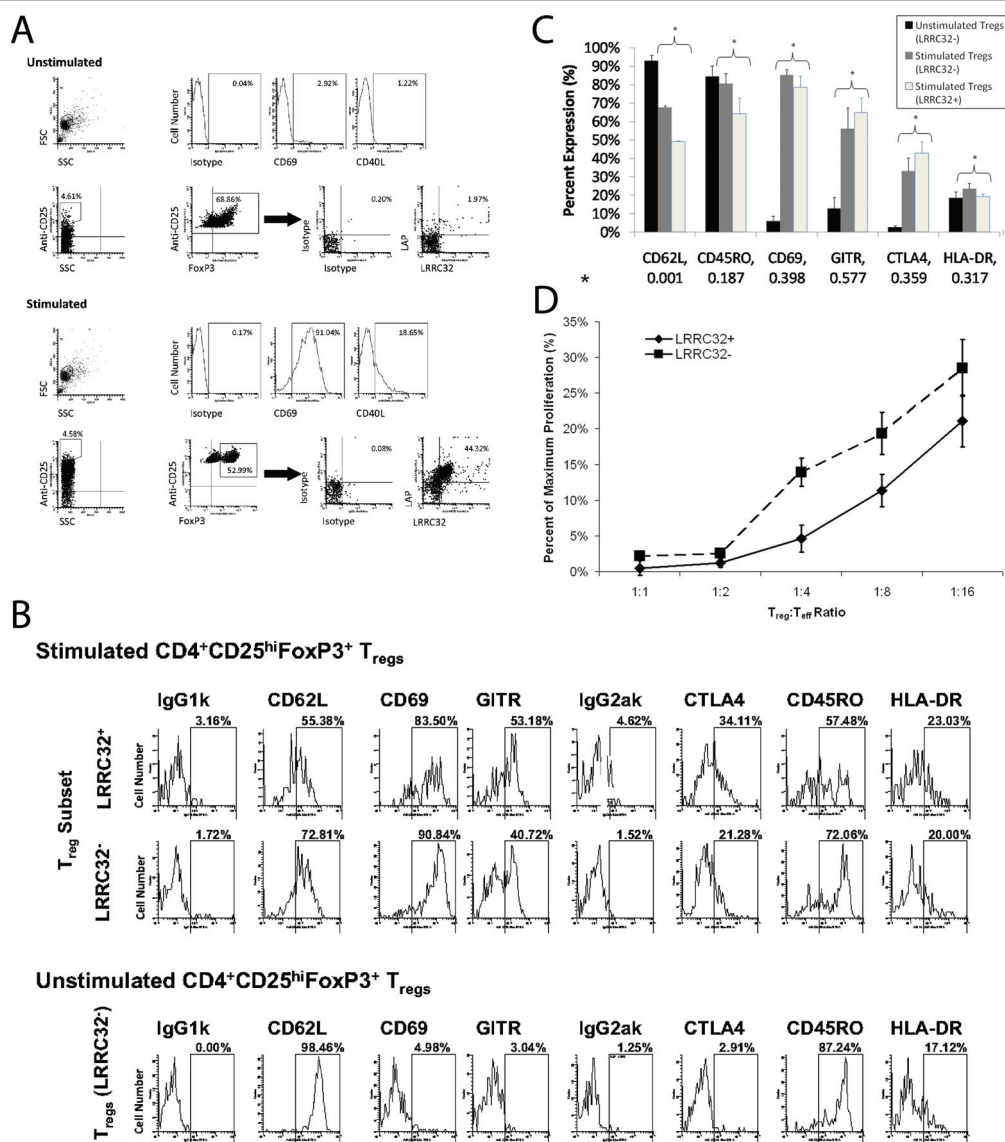 A
Unstimulated
FSC
SSC
Cell Number
0.04%
Isotype
2.92%
CD69
1.22%
CD40L
Anti-CD25
4.61%
SSC
Anti-CD25
68.86%
FoxP3
Isotype
0.20%
Isotype
LAP
1.97%
LRRC32
Stimulated
FSC
SSC
Cell Number
0.17%
Isotype
91.04%
CD69
18.65%
CD40L
Anti-CD25
4.58%
SSC
Anti-CD25
52.99%
FoxP3
Isotype
0.08%
Isotype
LAP
44.32%
LRRC32
C
Unstimulated Tregs
(LRRC32-)
Stimulated Tregs
(LRRC32-)
Stimulated Tregs
(LRRC32+)
Percent Expression (%)
100%
90%
80%
70%
60%
50%
40%
30%
20%
10%
0%
* * * * * *
CD62L, CD45RO, CD69, GITR, CTLA4, HLA-DR,
* 0.001 0.187 0.398 0.577 0.359 0.317
D
LRRC32+
LRRC32-
Percent of Maximum Proliferation (%)
35%
30%
25%
20%
15%
10%
5%
0%
1:1 1:2 1:4 1:8 1:16
Treg:Teff Ratio
B
Stimulated CD4⁺CD25ʰⁱFoxP3⁺ Tregs
IgG1k CD62L CD69 GITR IgG2ak CTLA4 CD45RO HLA-DR
Treg Subset
LRRC32⁺
Cell Number
3.16% 55.38% 83.50% 53.18% 4.62% 34.11% 57.48% 23.03%
LRRC32⁻
Cell Number
1.72% 72.81% 90.84% 40.72% 1.52% 21.28% 72.06% 20.00%
Unstimulated CD4⁺CD25ʰⁱFoxP3⁺ Tregs
IgG1k CD62L CD69 GITR IgG2ak CTLA4 CD45RO HLA-DR
Tregs (LRRC32⁻)
Cell Number
0.00% 98.46% 4.98% 3.04% 1.25% 2.91% 87.24% 17.12%